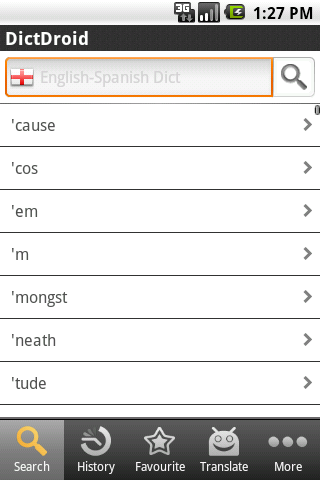 3G
1:27 PM
DictDroid
English-Spanish Dict
'cause
'cos
'em
'm
'mongst
'neath
'tude
Search History Favourite Translate More